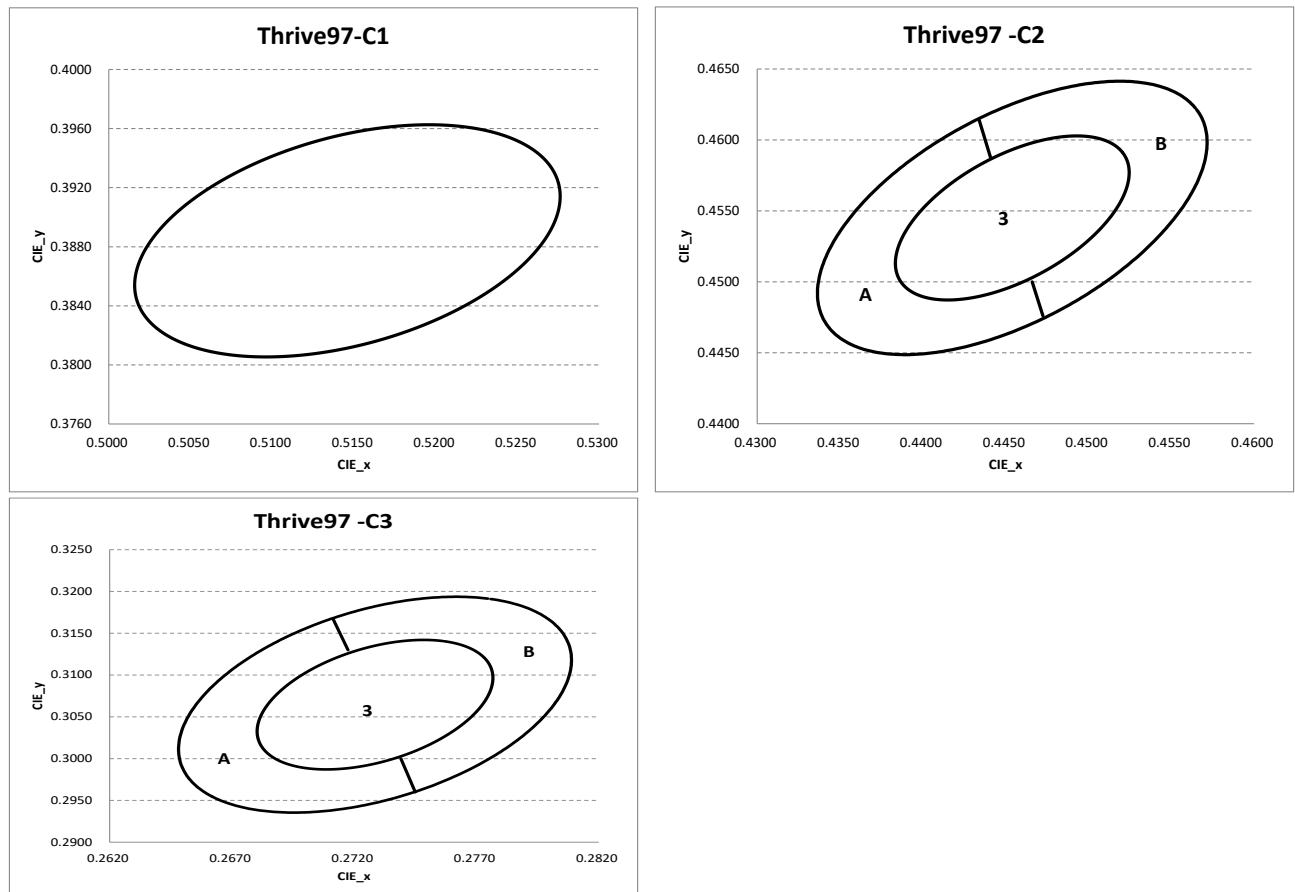 Thrive97-C1
0.4000
0.3960
0.3920
0.3880
0.3840
0.3800
0.3760
0.5000 0.5050 0.5100 0.5150 0.5200 0.5250 0.5300
CIE_x
CIE_y
Thrive97 -C2
0.4650
0.4600
0.4550
0.4500
0.4450
0.4400
0.4300 0.4350 0.4400 0.4450 0.4500 0.4550 0.4600
CIE_x
CIE_y
B
3
A
Thrive97 -C3
0.3250
0.3200
0.3150
0.3100
0.3050
0.3000
0.2950
0.2900
0.2620 0.2670 0.2720 0.2770 0.2820
CIE_x
CIE_y
B
3
A